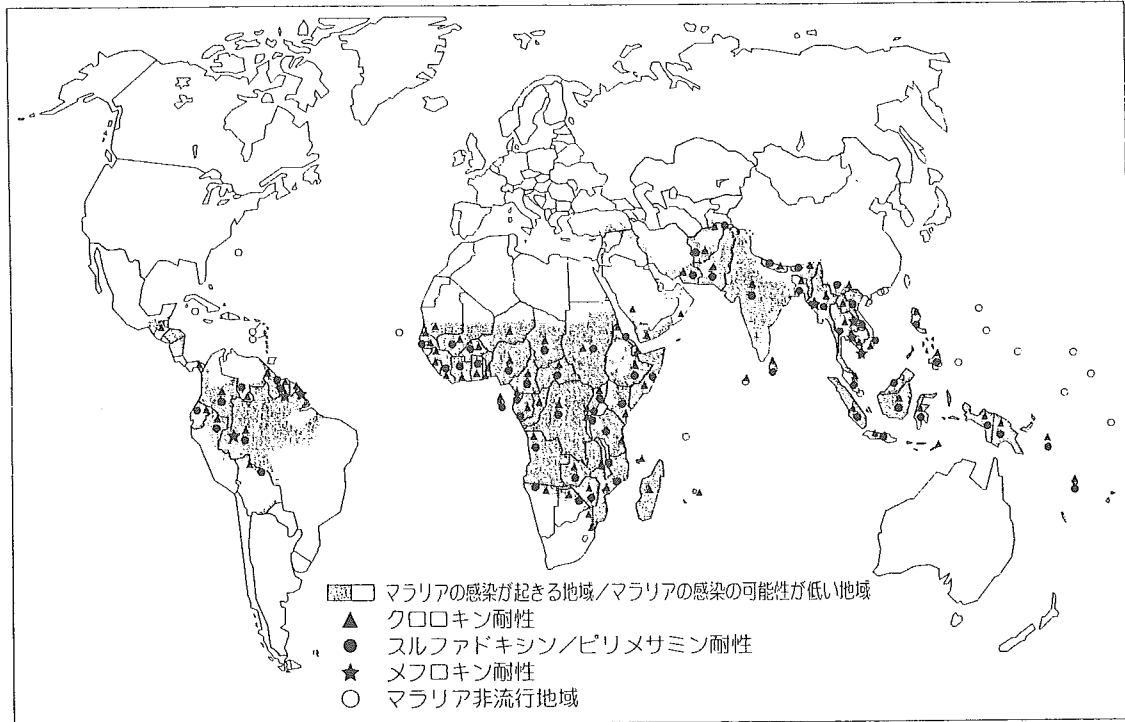 マラリアの感染が起きる地域/マラリアの感染の可能性が低い地域
クロロキン耐性
スルファドキシン/ピリメサミン耐性
メフロキン耐性
マラリア非流行地域